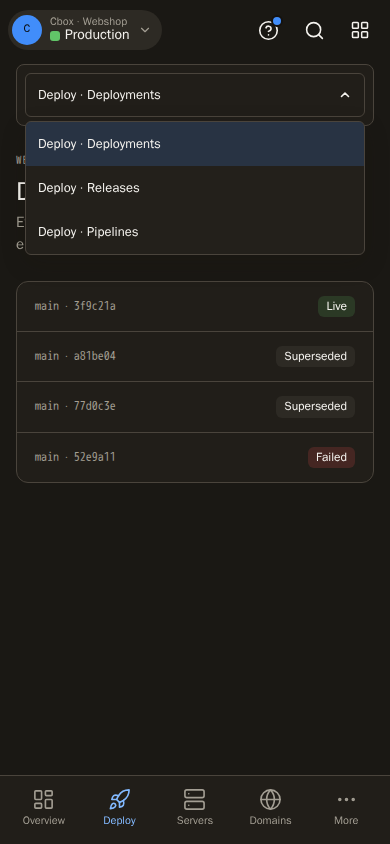 C
Cbox · Webshop
Production
Deploy · Deployments
Deploy · Deployments
Deploy · Releases
Deploy · Pipelines
main · 3f9c21a
Live
main · a81be04
Superseded
main · 77d0c3e
Superseded
main · 52e9a11
Failed
Overview
Deploy
Servers
Domains
More